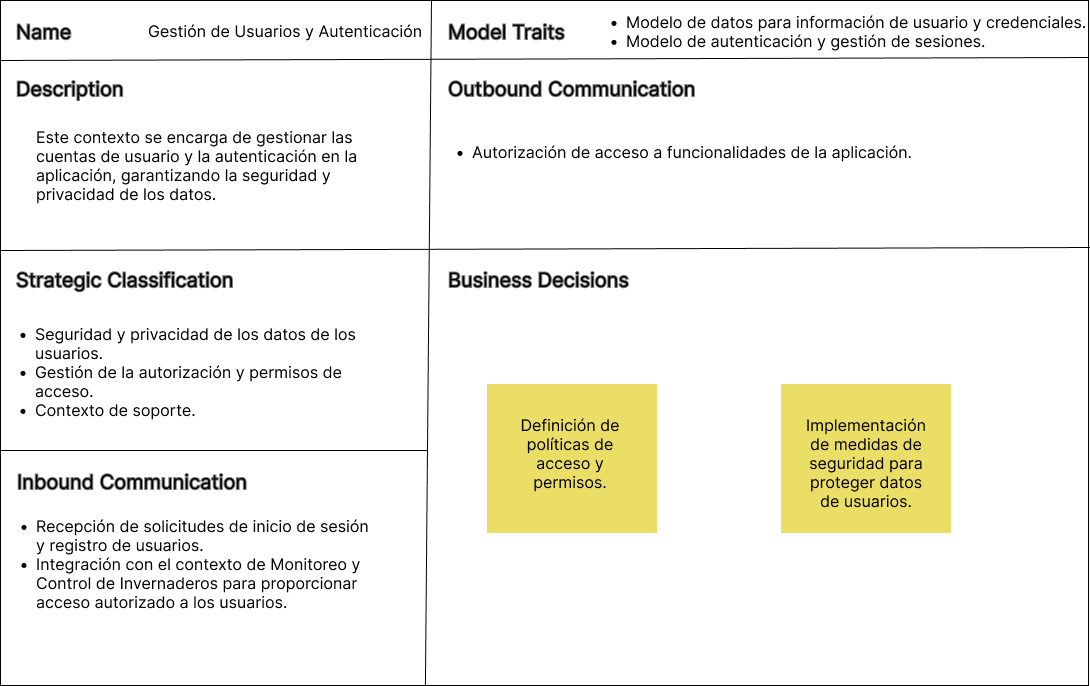 Name
Gestión de Usuarios y Autenticación
Model Traits
• Modelo de datos para información de usuario y credenciales.
• Modelo de autenticación y gestión de sesiones.
Description
Este contexto se encarga de gestionar las
cuentas de usuario y la autenticación en la
aplicación, garantizando la seguridad y
privacidad de los datos.
Outbound Communication
• Autorización de acceso a funcionalidades de la aplicación.
Strategic Classification
• Seguridad y privacidad de los datos de los
usuarios.
• Gestión de la autorización y permisos de
acceso.
• Contexto de soporte.
Inbound Communication
• Recepción de solicitudes de inicio de sesión
y registro de usuarios.
• Integración con el contexto de Monitoreo y
Control de Invernaderos para proporcionar
acceso autorizado a los usuarios.
Business Decisions
Definición de
políticas de
acceso y
permisos.
Implementación
de medidas de
seguridad para
proteger datos
de usuarios.